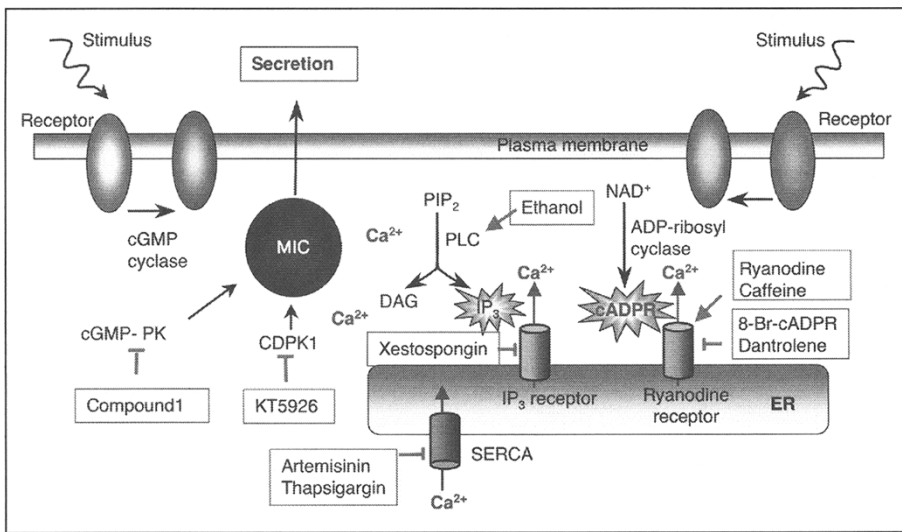 Stimulus
Stimulus
Secretion
Receptor
Receptor
Plasma membrane
cGMP
cyclase
MIC
Ca²⁺
PIP₂
PLC
Ethanol
NAD⁺
ADP-ribosyl
cyclase
Ca²⁺
DAG
IP₃
Ca²⁺
cADPR
Ca²⁺
Ryanodine
Caffeine
8-Br-cADPR
Dantrolene
cGMP- PK
CDPK1
Xestospongin
Compound1
KT5926
IP₃ receptor
Ryanodine
receptor
ER
Artemisinin
Thapsigargin
SERCA
Ca²⁺